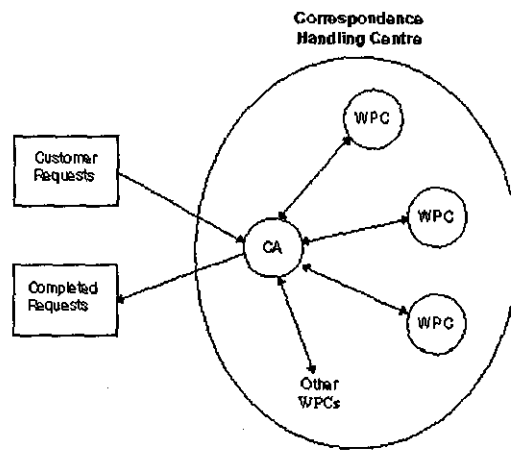 Correspondence
Handling Centre
WPC
Customer
Requests
WPC
CA
Completed
Requests
WPC
Other
WPCs